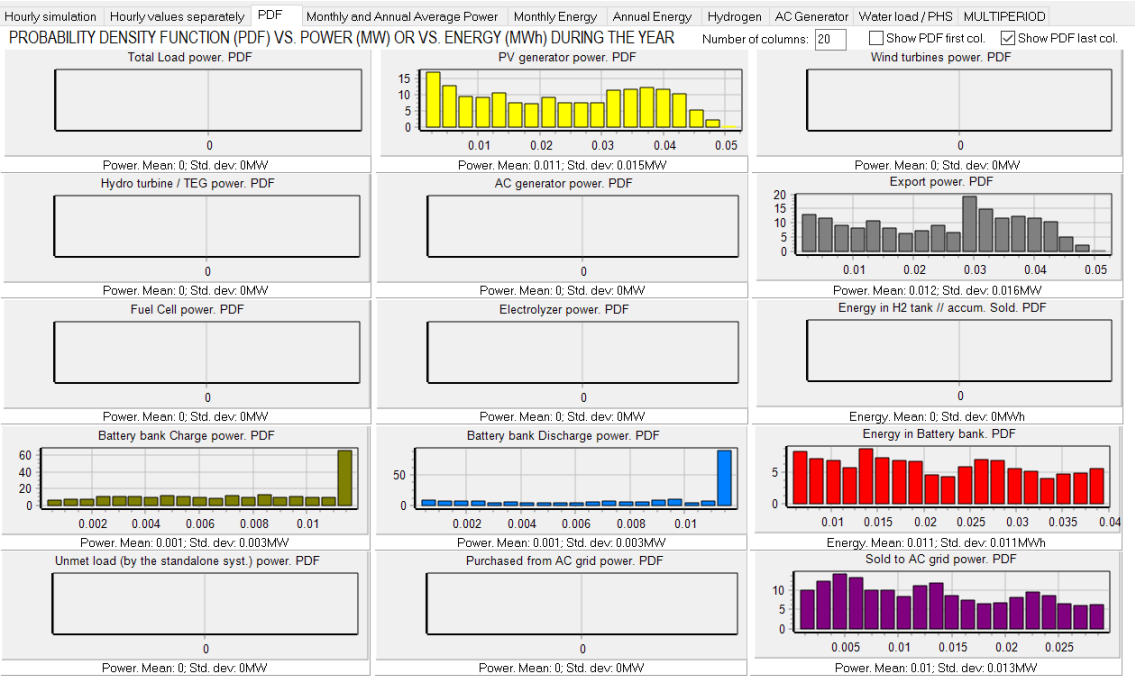 Hourly simulation Hourly values separately PDF Monthly and Annual Average Power Monthly Energy Annual Energy Hydrogen AC Generator Water load / PHS MULTIPERIOD
PROBABILITY DENSITY FUNCTION (PDF) VS. POWER (MW) OR VS. ENERGY (MWh) DURING THE YEAR Number of columns: 20 Show PDF first col. Show PDF last col.
Total Load power. PDF
0
Power. Mean: 0; Std. dev: 0MW
PV generator power. PDF
15
10
5
0
0.01 0.02 0.03 0.04 0.05
Power. Mean: 0.011; Std. dev: 0.015MW
Wind turbines power. PDF
0
Power. Mean: 0; Std. dev: 0MW
Hydro turbine / TEG power. PDF
0
Power. Mean: 0; Std. dev: 0MW
AC generator power. PDF
0
Power. Mean: 0; Std. dev: 0MW
Export power. PDF
20
15
10
5
0
0.01 0.02 0.03 0.04 0.05
Power. Mean: 0.012; Std. dev: 0.016MW
Fuel Cell power. PDF
0
Power. Mean: 0; Std. dev: 0MW
Electrolyzer power. PDF
0
Power. Mean: 0; Std. dev: 0MW
Energy in H2 tank // accum. Sold. PDF
0
Energy. Mean: 0; Std. dev: 0MWh
Battery bank Charge power. PDF
60
40
20
0
0.002 0.004 0.006 0.008 0.01
Power. Mean: 0.001; Std. dev: 0.003MW
Battery bank Discharge power. PDF
50
0
0.002 0.004 0.006 0.008 0.01
Power. Mean: 0.001; Std. dev: 0.003MW
Energy in Battery bank. PDF
5
0
0.01 0.015 0.02 0.025 0.03 0.035 0.04
Energy. Mean: 0.011; Std. dev: 0.011MWh
Unmet load (by the standalone syst.) power. PDF
0
Power. Mean: 0; Std. dev: 0MW
Purchased from AC grid power. PDF
0
Power. Mean: 0; Std. dev: 0MW
Sold to AC grid power. PDF
10
5
0
0.005 0.01 0.015 0.02 0.025
Power. Mean: 0.01; Std. dev: 0.013MW